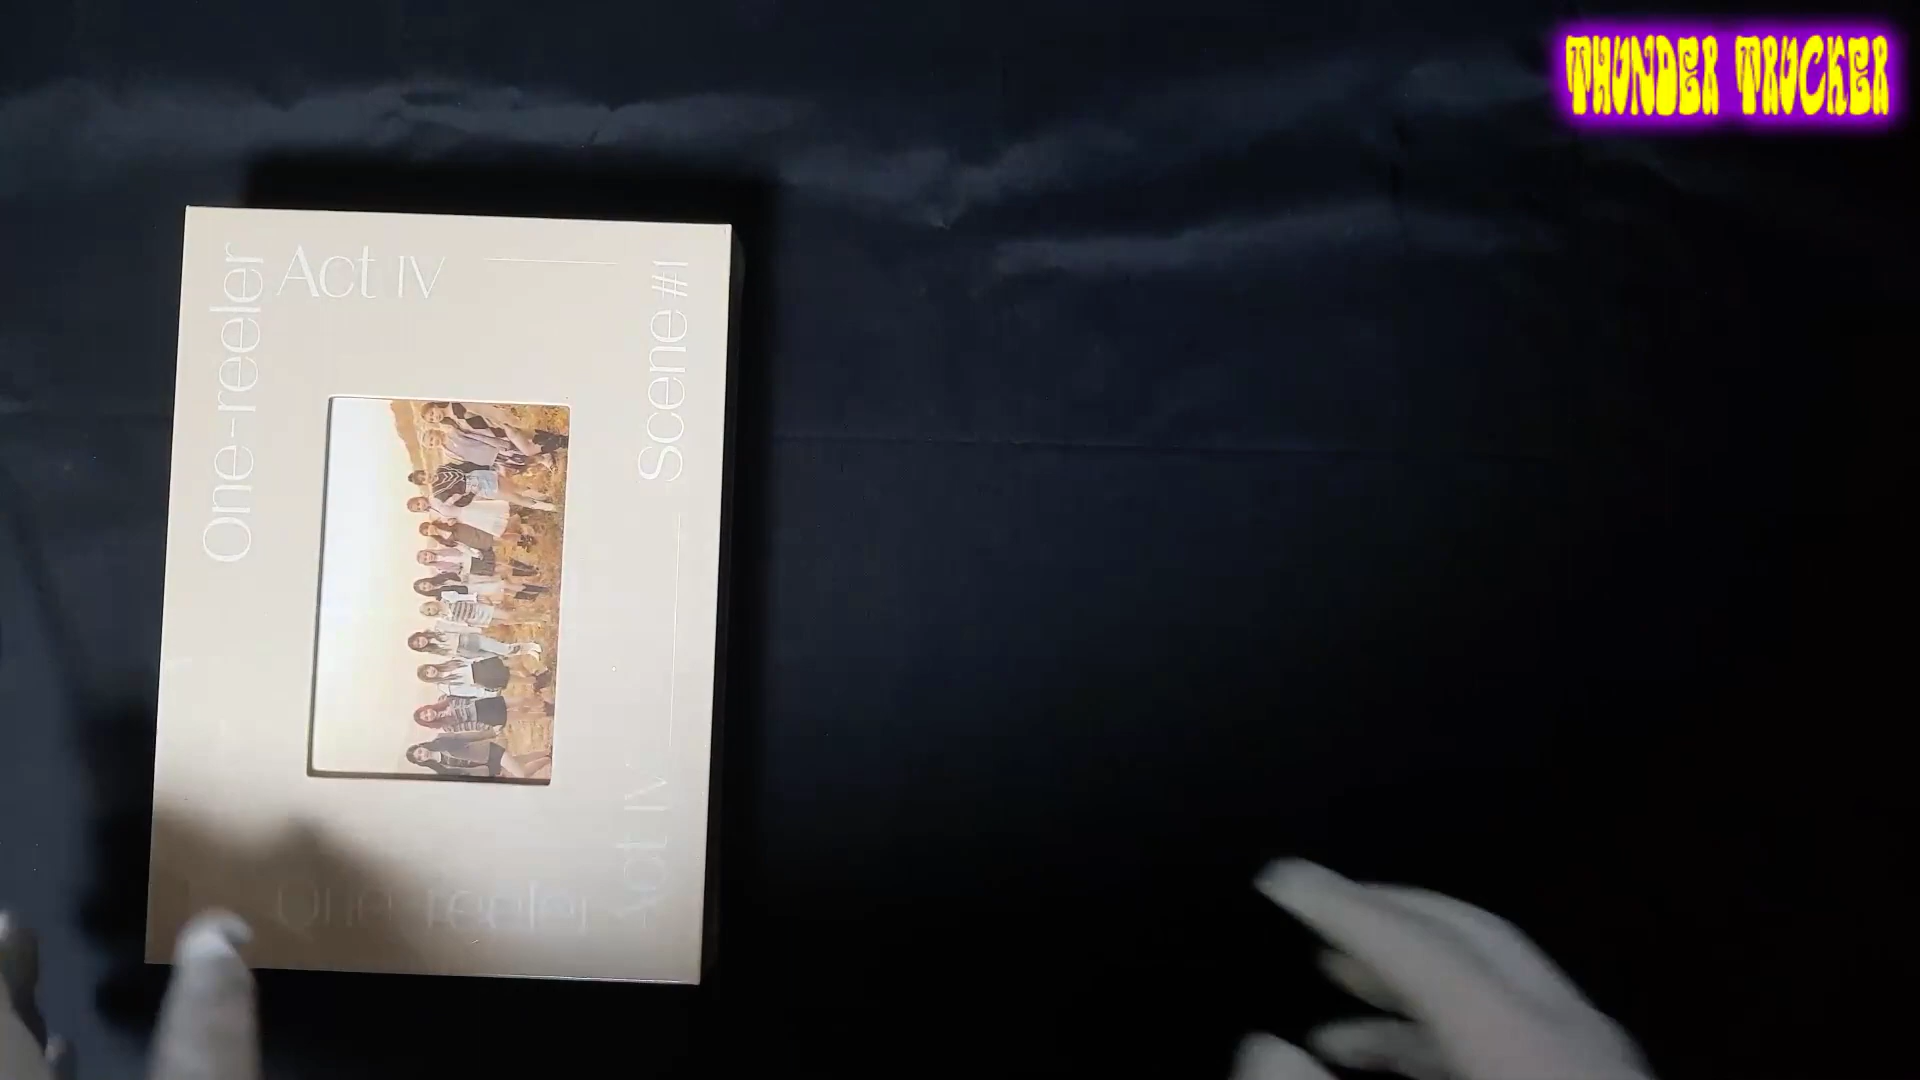 THUNDER TRUCKER
One-reeler
Act IV
Scene #1
Act IV
One-reeler